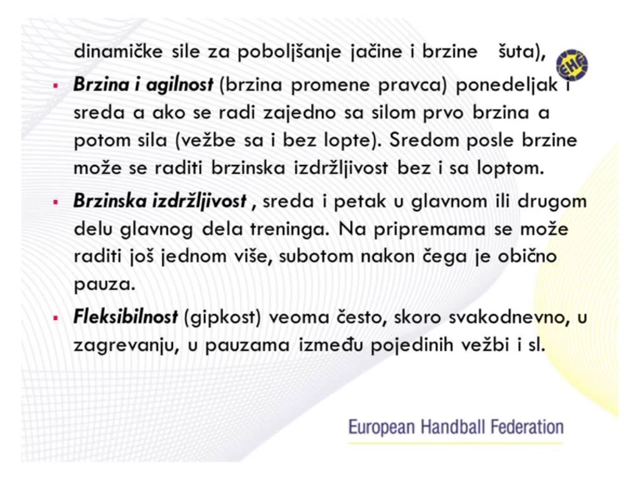 dinamičke sile za poboljšanje jačine i brzine šuta),
EHF
▪ Brzina i agilnost (brzina promene pravca) ponedeljak i
sreda a ako se radi zajedno sa silom prvo brzina a
potom sila (vežbe sa i bez lopte). Sredom posle brzine
može se raditi brzinska izdržljivost bez i sa loptom.
▪ Brzinska izdržljivost , sreda i petak u glavnom ili drugom
delu glavnog dela treninga. Na pripremama se može
raditi još jednom više, subotom nakon čega je obično
pauza.
▪ Fleksibilnost (gipkost) veoma često, skoro svakodnevno, u
zagrevanju, u pauzama između pojedinih vežbi i sl.
European Handball Federation